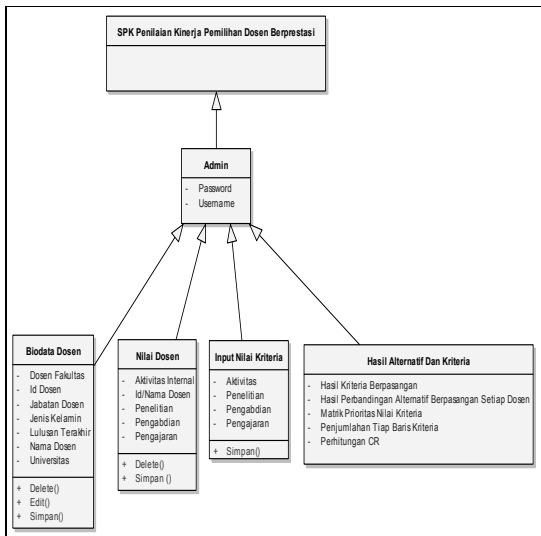 SPK Penilaian Kinerja Pemilihan Dosen Berprestasi
Admin
- Password
- Username
Biodata Dosen
- Dosen Fakultas
- Id Dosen
- Jabatan Dosen
- Jenis Kelamin
- Lulusan Terakhir
- Nama Dosen
- Universitas
+ Delete()
+ Edit()
+ Simpan()
Nilai Dosen
- Aktivitas Internal
- Id/Nama Dosen
- Penelitian
- Pengabdian
- Pengajaran
+ Delete()
+ Simpan ()
Input Nilai Kriteria
- Aktivitas
- Penelitian
- Pengabdian
- Pengajaran
+ Simpan()
Hasil Alternatif Dan Kriteria
- Hasil Kriteria Berpasangan
- Hasil Perbandingan Alternatif Berpasangan Setiap Dosen
- Matrik Prioritas Nilai Kriteria
- Penjumlahan Tiap Baris Kriteria
- Perhitungan CR